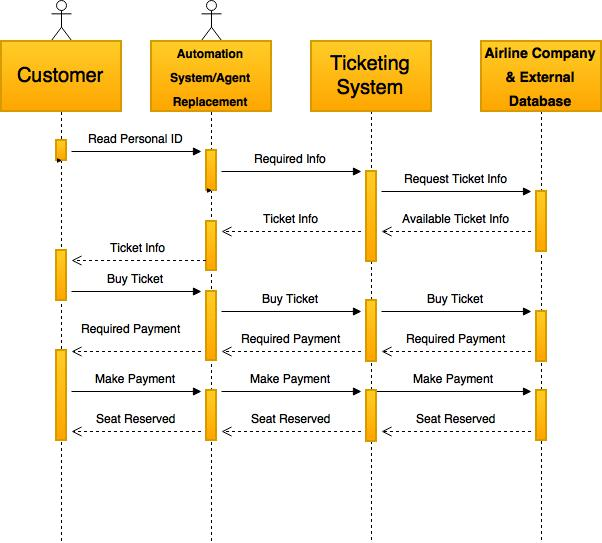 Customer
Automation
System/Agent
Replacement
Ticketing
System
Airline Company
& External
Database
Read Personal ID
Required Info
Request Ticket Info
Ticket Info
Available Ticket Info
Ticket Info
Buy Ticket
Buy Ticket
Buy Ticket
Required Payment
Required Payment
Required Payment
Make Payment
Make Payment
Make Payment
Seat Reserved
Seat Reserved
Seat Reserved